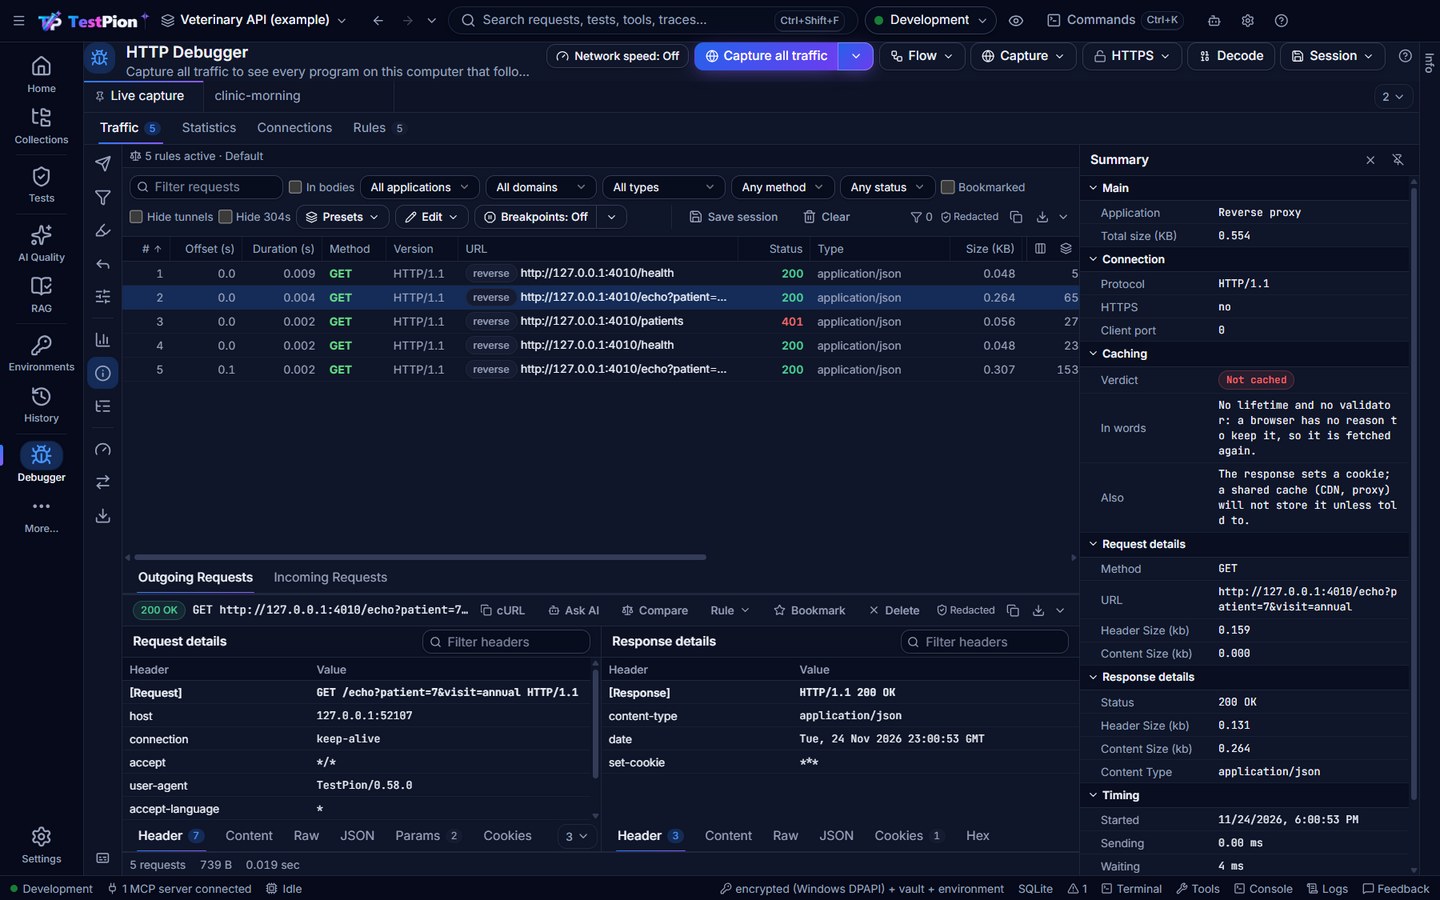 TestPion
Veterinary API (example)
Search requests, tests, tools, traces...
Ctrl+Shift+F
Development
Commands
Ctrl+K
Home
Collections
Tests
AI Quality
RAG
Environments
History
Debugger
More...
Settings
HTTP Debugger
Capture all traffic to see every program on this computer that follo...
Network speed: Off
Capture all traffic
Flow
Capture
HTTPS
Decode
Session
Info
Live capture
clinic-morning
2
Traffic 5
Statistics
Connections
Rules 5
5 rules active · Default
Filter requests
In bodies
All applications
All domains
All types
Any method
Any status
Bookmarked
Hide tunnels
Hide 304s
Presets
Edit
Breakpoints: Off
Save session
Clear
0
Redacted
# ↑ Offset (s) Duration (s) Method Version URL Status Type Size (KB)
1 0.0 0.009 GET HTTP/1.1 reverse http://127.0.0.1:4010/health 200 application/json 0.048 5
2 0.0 0.004 GET HTTP/1.1 reverse http://127.0.0.1:4010/echo?patient=... 200 application/json 0.264 65
3 0.0 0.002 GET HTTP/1.1 reverse http://127.0.0.1:4010/patients 401 application/json 0.056 27
4 0.0 0.002 GET HTTP/1.1 reverse http://127.0.0.1:4010/health 200 application/json 0.048 23
5 0.1 0.002 GET HTTP/1.1 reverse http://127.0.0.1:4010/echo?patient=... 200 application/json 0.307 153
Outgoing Requests
Incoming Requests
200 OK GET http://127.0.0.1:4010/echo?patient=7...
cURL
Ask AI
Compare
Rule
Bookmark
Delete
Redacted
Request details
Filter headers
Header Value
[Request] GET /echo?patient=7&visit=annual HTTP/1.1
host 127.0.0.1:52107
connection keep-alive
accept */*
user-agent TestPion/0.58.0
accept-language *
Header 7
Content
Raw
JSON
Params 2
Cookies
3
Response details
Filter headers
Header Value
[Response] HTTP/1.1 200 OK
content-type application/json
date Tue, 24 Nov 2026 23:00:53 GMT
set-cookie ***
Header 3
Content
Raw
JSON
Cookies 1
Hex
5 requests 739 B 0.019 sec
Summary
Main
Application Reverse proxy
Total size (KB) 0.554
Connection
Protocol HTTP/1.1
HTTPS no
Client port 0
Caching
Verdict Not cached
In words
No lifetime and no validato
r: a browser has no reason t
o keep it, so it is fetched
again.
Also
The response sets a cookie;
a shared cache (CDN, proxy)
will not store it unless tol
d to.
Request details
Method GET
URL
http://127.0.0.1:4010/echo?p
atient=7&visit=annual
Header Size (kb) 0.159
Content Size (kb) 0.000
Response details
Status 200 OK
Header Size (kb) 0.131
Content Size (kb) 0.264
Content Type application/json
Timing
Started 11/24/2026, 6:00:53 PM
Sending 0.00 ms
Waiting 4 ms
Development
1 MCP server connected
Idle
encrypted (Windows DPAPI) + vault + environment
SQLite
1
Terminal
Tools
Console
Logs
Feedback